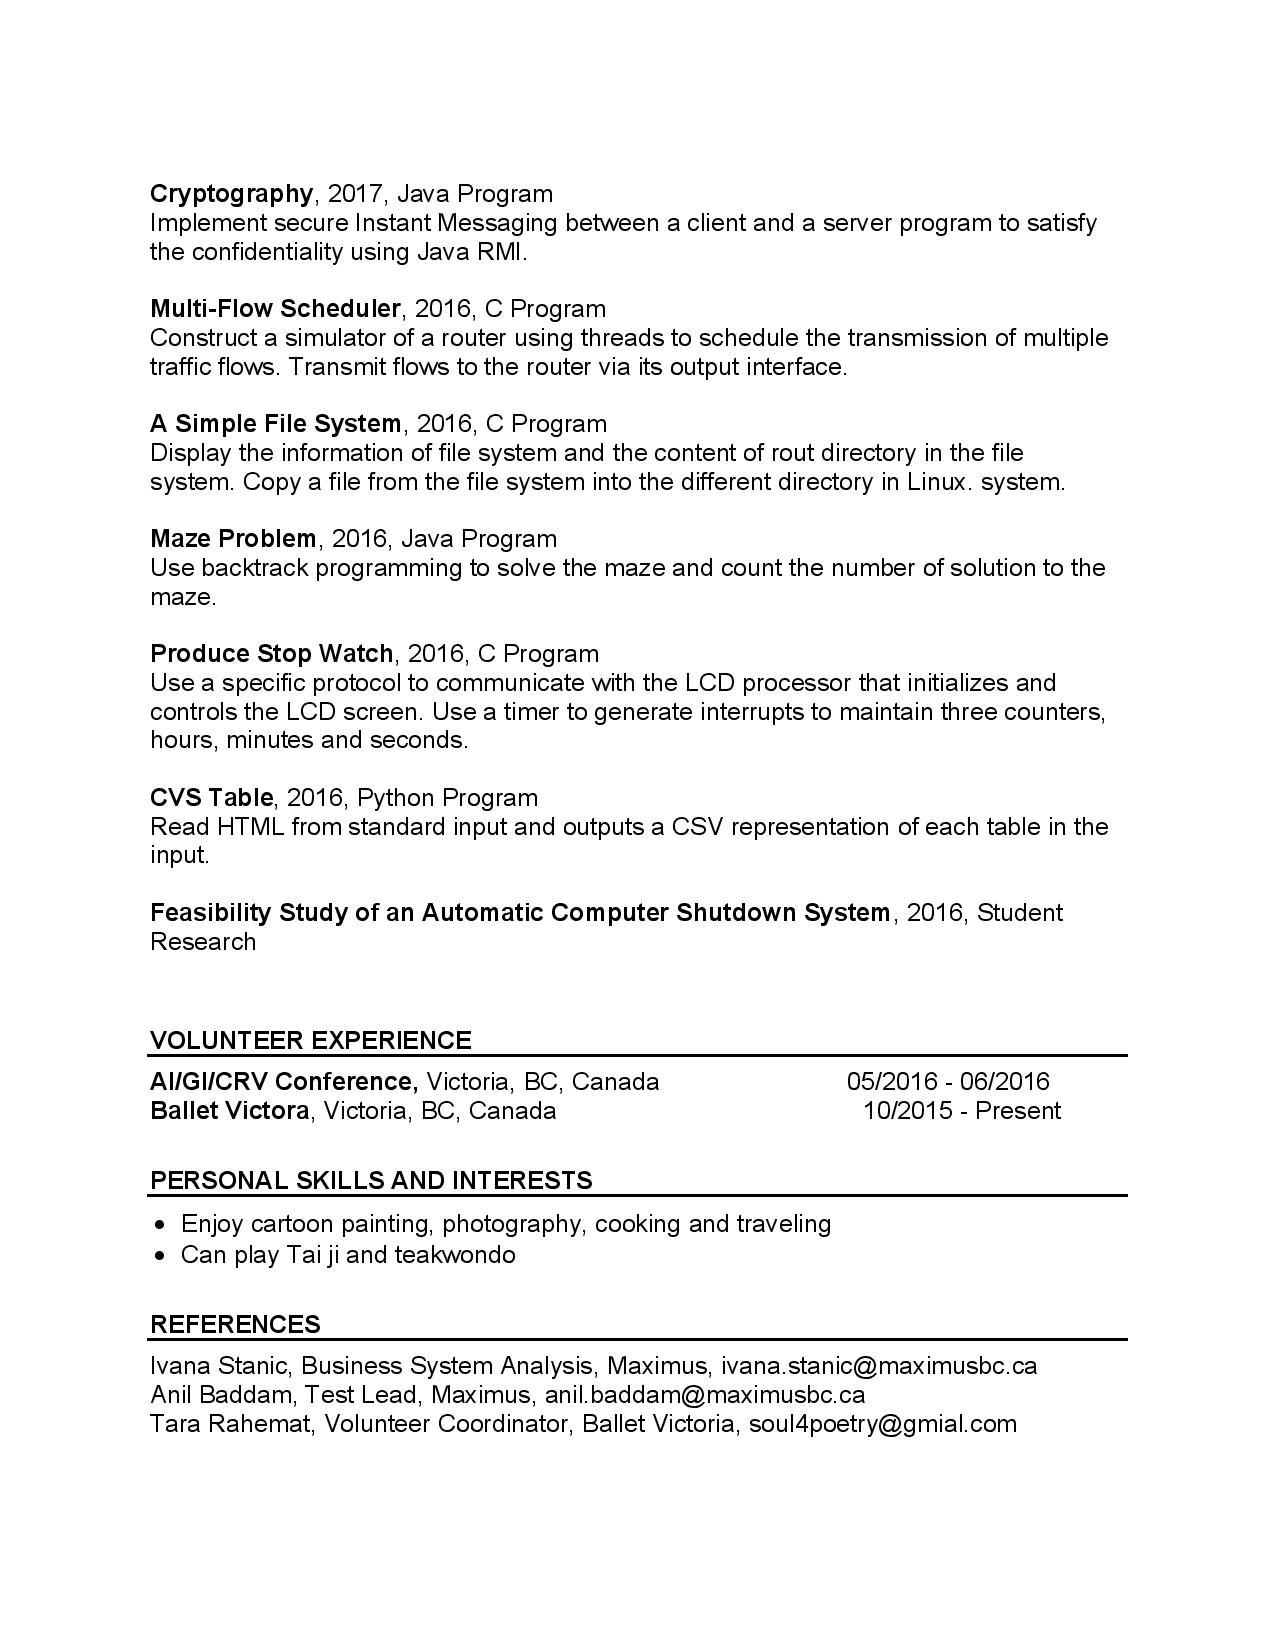 Cryptography, 2017, Java Program
Implement secure Instant Messaging between a client and a server program to satisfy
the confidentiality using Java RMI.
Multi-Flow Scheduler, 2016, C Program
Construct a simulator of a router using threads to schedule the transmission of multiple
traffic flows. Transmit flows to the router via its output interface.
A Simple File System, 2016, C Program
Display the information of file system and the content of rout directory in the file
system. Copy a file from the file system into the different directory in Linux. system.
Maze Problem, 2016, Java Program
Use backtrack programming to solve the maze and count the number of solution to the
maze.
Produce Stop Watch, 2016, C Program
Use a specific protocol to communicate with the LCD processor that initializes and
controls the LCD screen. Use a timer to generate interrupts to maintain three counters,
hours, minutes and seconds.
CVS Table, 2016, Python Program
Read HTML from standard input and outputs a CSV representation of each table in the
input.
Feasibility Study of an Automatic Computer Shutdown System, 2016, Student
Research
VOLUNTEER EXPERIENCE
AI/GI/CRV Conference, Victoria, BC, Canada 05/2016 - 06/2016
Ballet Victora, Victoria, BC, Canada 10/2015 - Present
PERSONAL SKILLS AND INTERESTS
• Enjoy cartoon painting, photography, cooking and traveling
• Can play Tai ji and teakwondo
REFERENCES
Ivana Stanic, Business System Analysis, Maximus, ivana.stanic@maximusbc.ca
Anil Baddam, Test Lead, Maximus, anil.baddam@maximusbc.ca
Tara Rahemat, Volunteer Coordinator, Ballet Victoria, soul4poetry@gmial.com